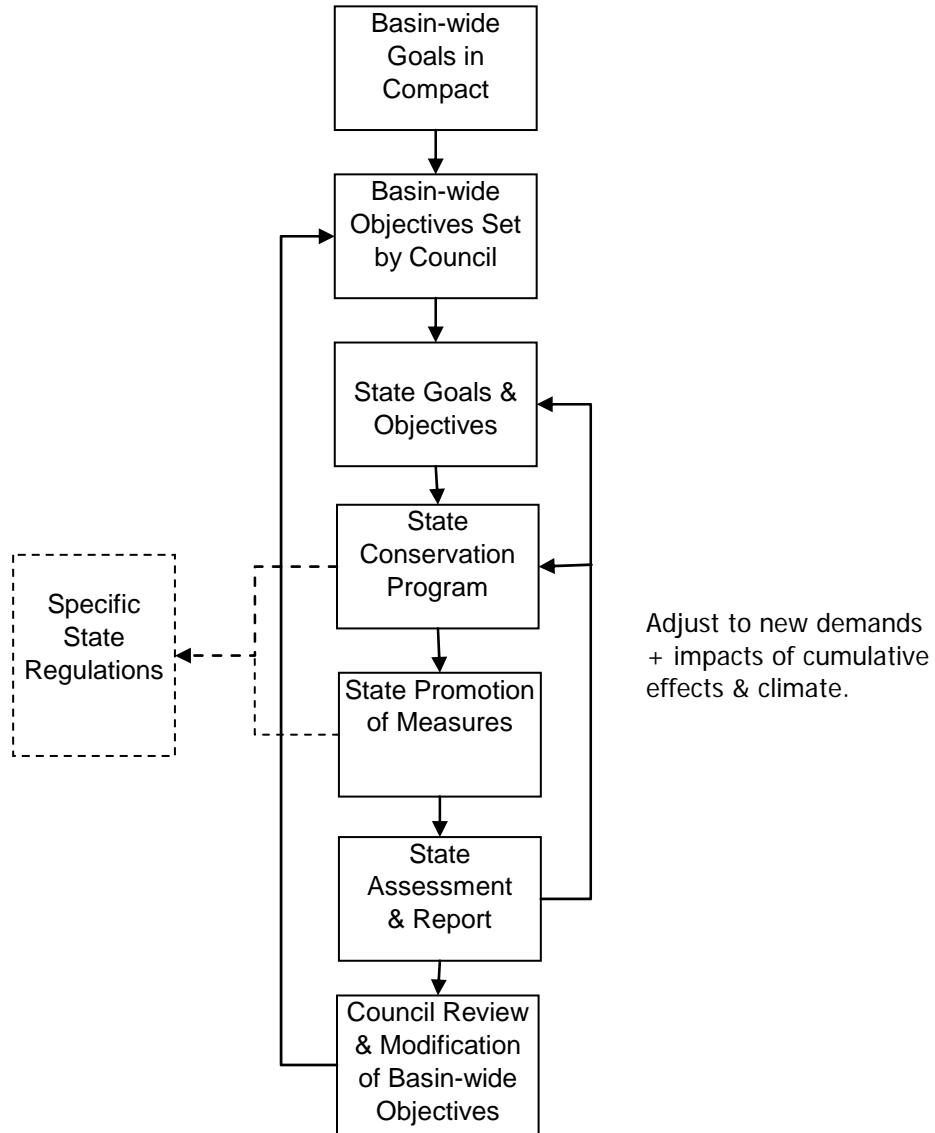 Basin-wide
Goals in
Compact
Basin-wide
Objectives Set
by Council
State Goals &
Objectives
State
Conservation
Program
Specific
State
Regulations
Adjust to new demands
+ impacts of cumulative
effects & climate.
State Promotion
of Measures
State
Assessment
& Report
Council Review
& Modification
of Basin-wide
Objectives